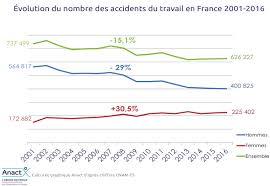 Évolution du nombre des accidents du travail en France 2001-2016
737 499
-15,1%
626 227
564 817
- 29%
400 825
+30,5%
172 682
225 402
2001 2002 2003 2004 2005 2006 2007 2008 2009 2010 2011 2012 2013 2014 2015 2016
Hommes
Femmes
Ensemble
Anact